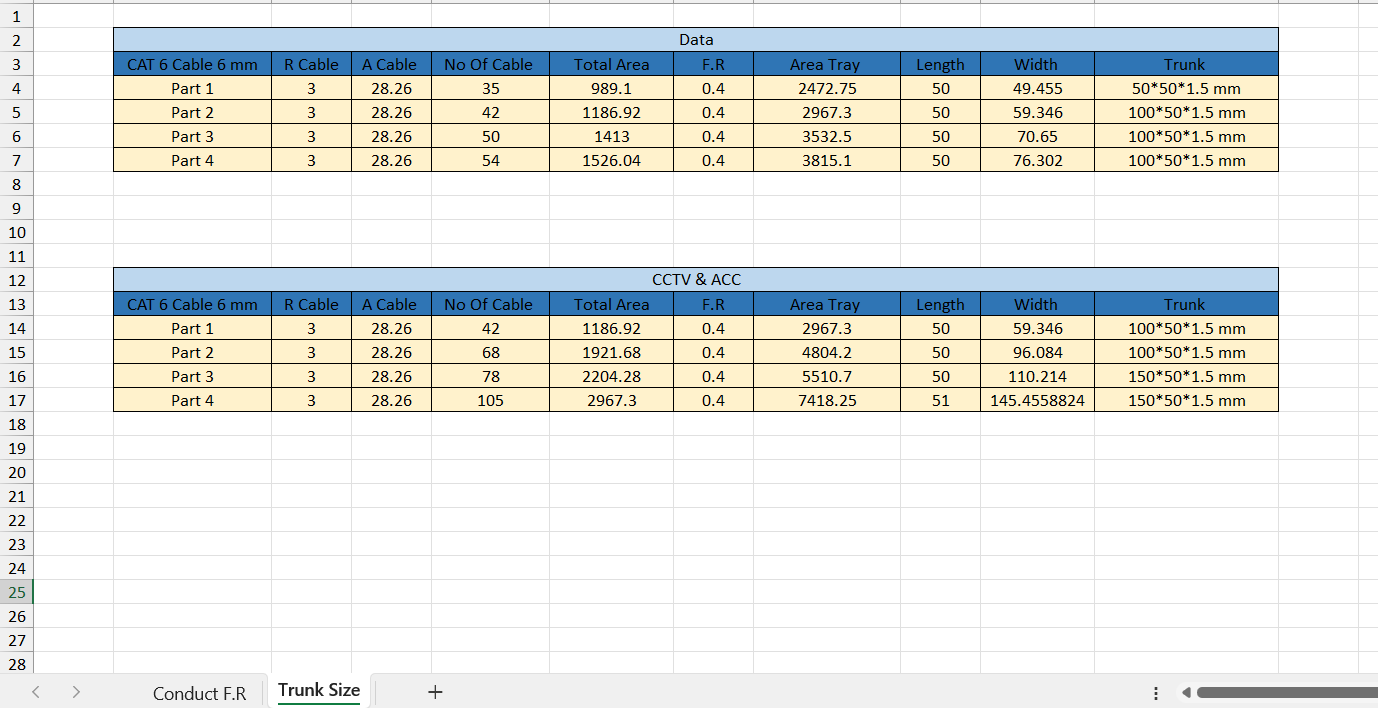 1
2 Data
3 CAT 6 Cable 6 mm R Cable A Cable No Of Cable Total Area F.R Area Tray Length Width Trunk
4 Part 1 3 28.26 35 989.1 0.4 2472.75 50 49.455 50*50*1.5 mm
5 Part 2 3 28.26 42 1186.92 0.4 2967.3 50 59.346 100*50*1.5 mm
6 Part 3 3 28.26 50 1413 0.4 3532.5 50 70.65 100*50*1.5 mm
7 Part 4 3 28.26 54 1526.04 0.4 3815.1 50 76.302 100*50*1.5 mm
8
9
10
11
12 CCTV & ACC
13 CAT 6 Cable 6 mm R Cable A Cable No Of Cable Total Area F.R Area Tray Length Width Trunk
14 Part 1 3 28.26 42 1186.92 0.4 2967.3 50 59.346 100*50*1.5 mm
15 Part 2 3 28.26 68 1921.68 0.4 4804.2 50 96.084 100*50*1.5 mm
16 Part 3 3 28.26 78 2204.28 0.4 5510.7 50 110.214 150*50*1.5 mm
17 Part 4 3 28.26 105 2967.3 0.4 7418.25 51 145.4558824 150*50*1.5 mm
18
19
20
21
22
23
24
25
26
27
28
Conduct F.R Trunk Size